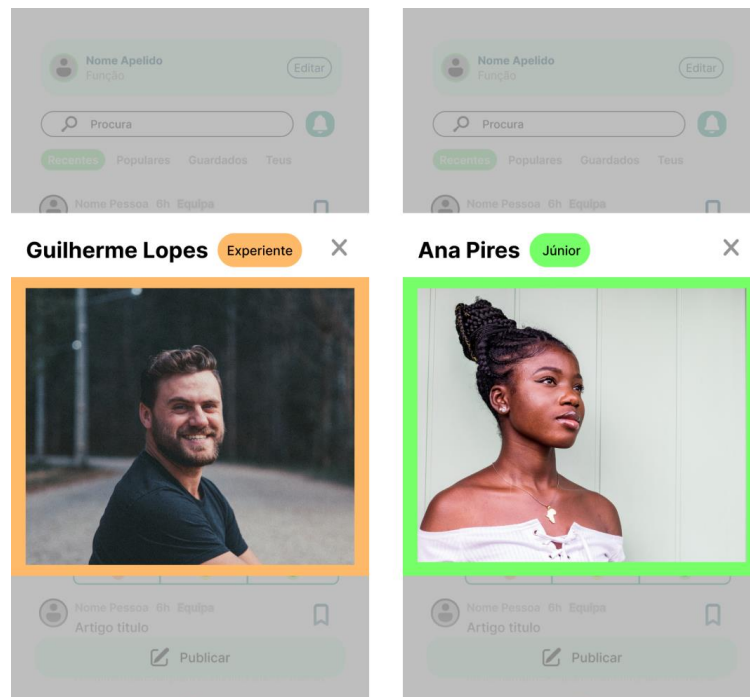 Nome Apelido
Função
Editar
Procura
Recentes Populares Guardados Teus
Nome Pessoa 6h Equipa
Guilherme Lopes Experiente
Nome Pessoa 6h Equipa
Artigo titulo
Publicar
Nome Apelido
Função
Editar
Procura
Recentes Populares Guardados Teus
Nome Pessoa 6h Equipa
Ana Pires Júnior
Nome Pessoa 6h Equipa
Artigo titulo
Publicar